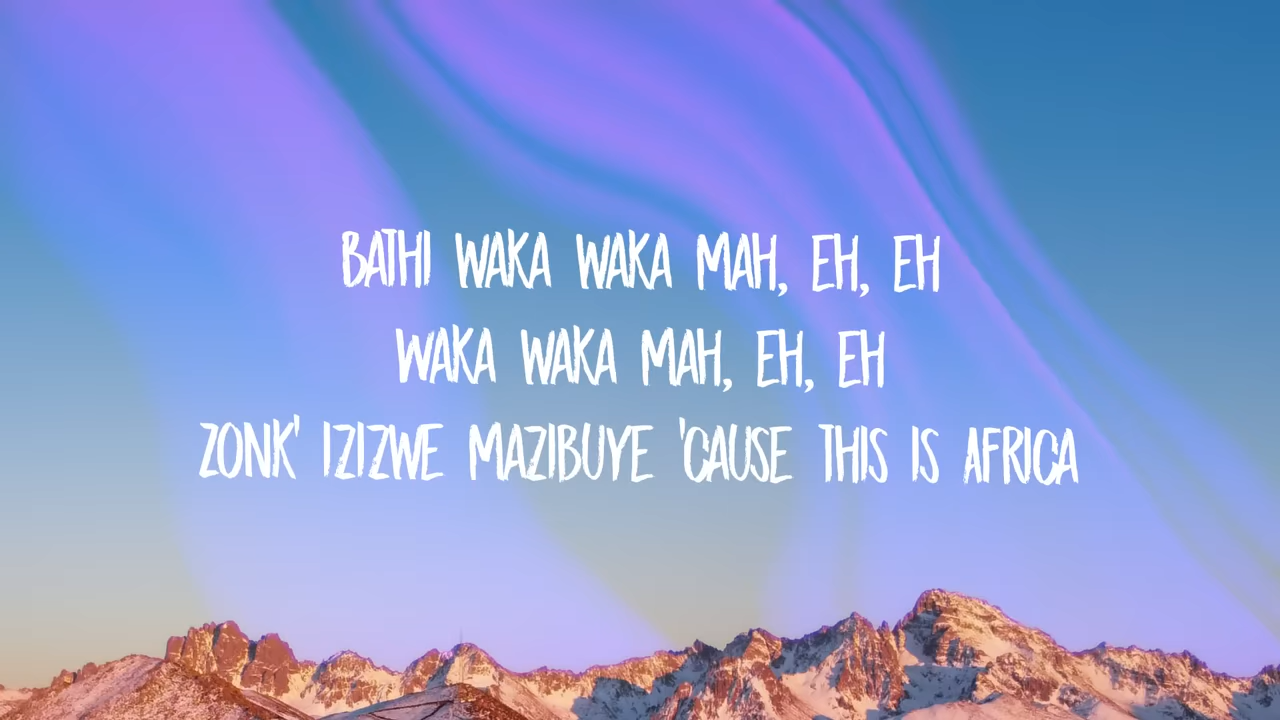 BATHI WAKA WAKA MAH, EH, EH
WAKA WAKA MAH, EH, EH
ZONK' IZIZWE MAZIBUYE 'CAUSE THIS IS AFRICA